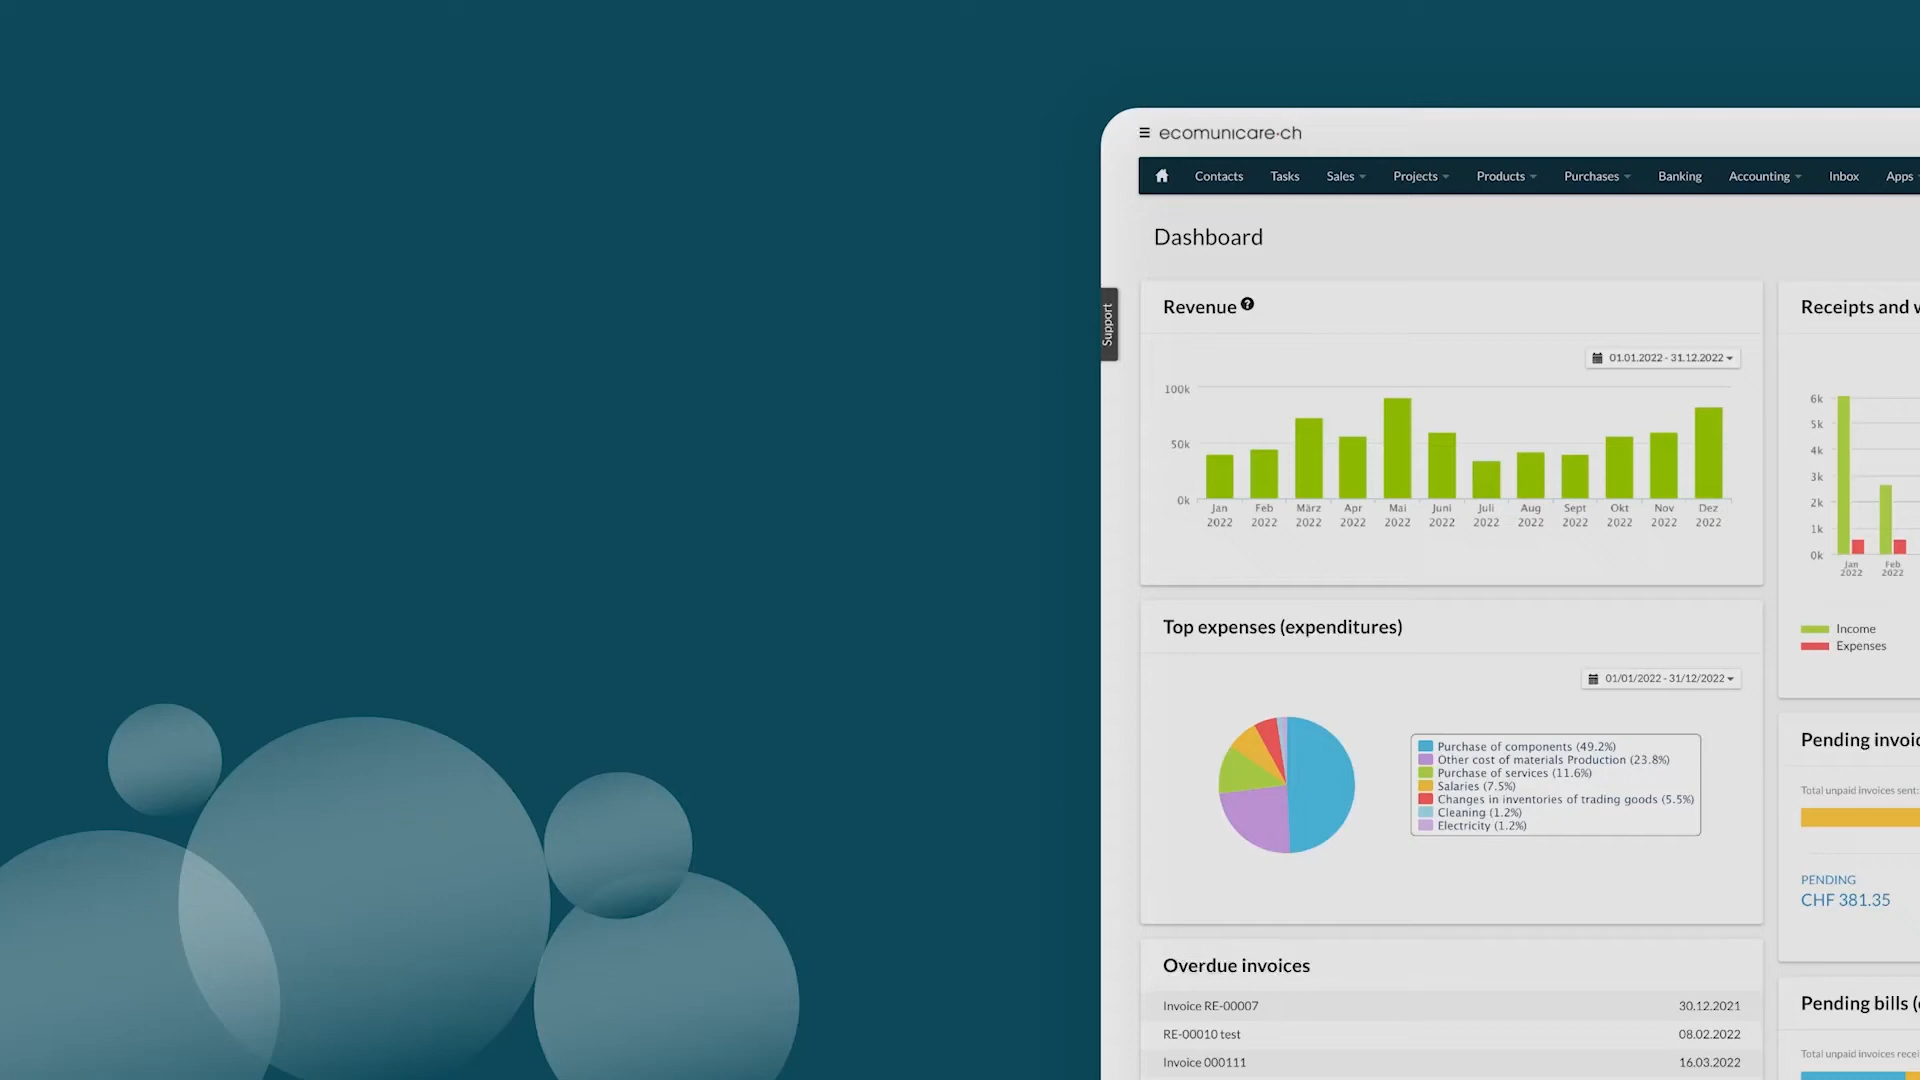 ecomunicare.ch
Contacts Tasks Sales Projects Products Purchases Banking Accounting Inbox Apps
Dashboard
Support
Revenue ?
01.01.2022 - 31.12.2022
100k
50k
0k
Jan 2022 Feb 2022 März 2022 Apr 2022 Mai 2022 Juni 2022 Juli 2022 Aug 2022 Sept 2022 Okt 2022 Nov 2022 Dez 2022
Receipts and
6k
5k
4k
3k
2k
1k
0k
Jan 2022 Feb 2022
Income
Expenses
Top expenses (expenditures)
01/01/2022 - 31/12/2022
Purchase of components (49.2%)
Other cost of materials Production (23.8%)
Purchase of services (11.6%)
Salaries (7.5%)
Changes in inventories of trading goods (5.5%)
Cleaning (1.2%)
Electricity (1.2%)
Pending
Total unpaid invoices sent:
PENDING
CHF 381.35
Overdue invoices
Invoice RE-00007 30.12.2021
RE-00010 test 08.02.2022
Invoice 000111 16.03.2022
Pending bills
Total unpaid invoices